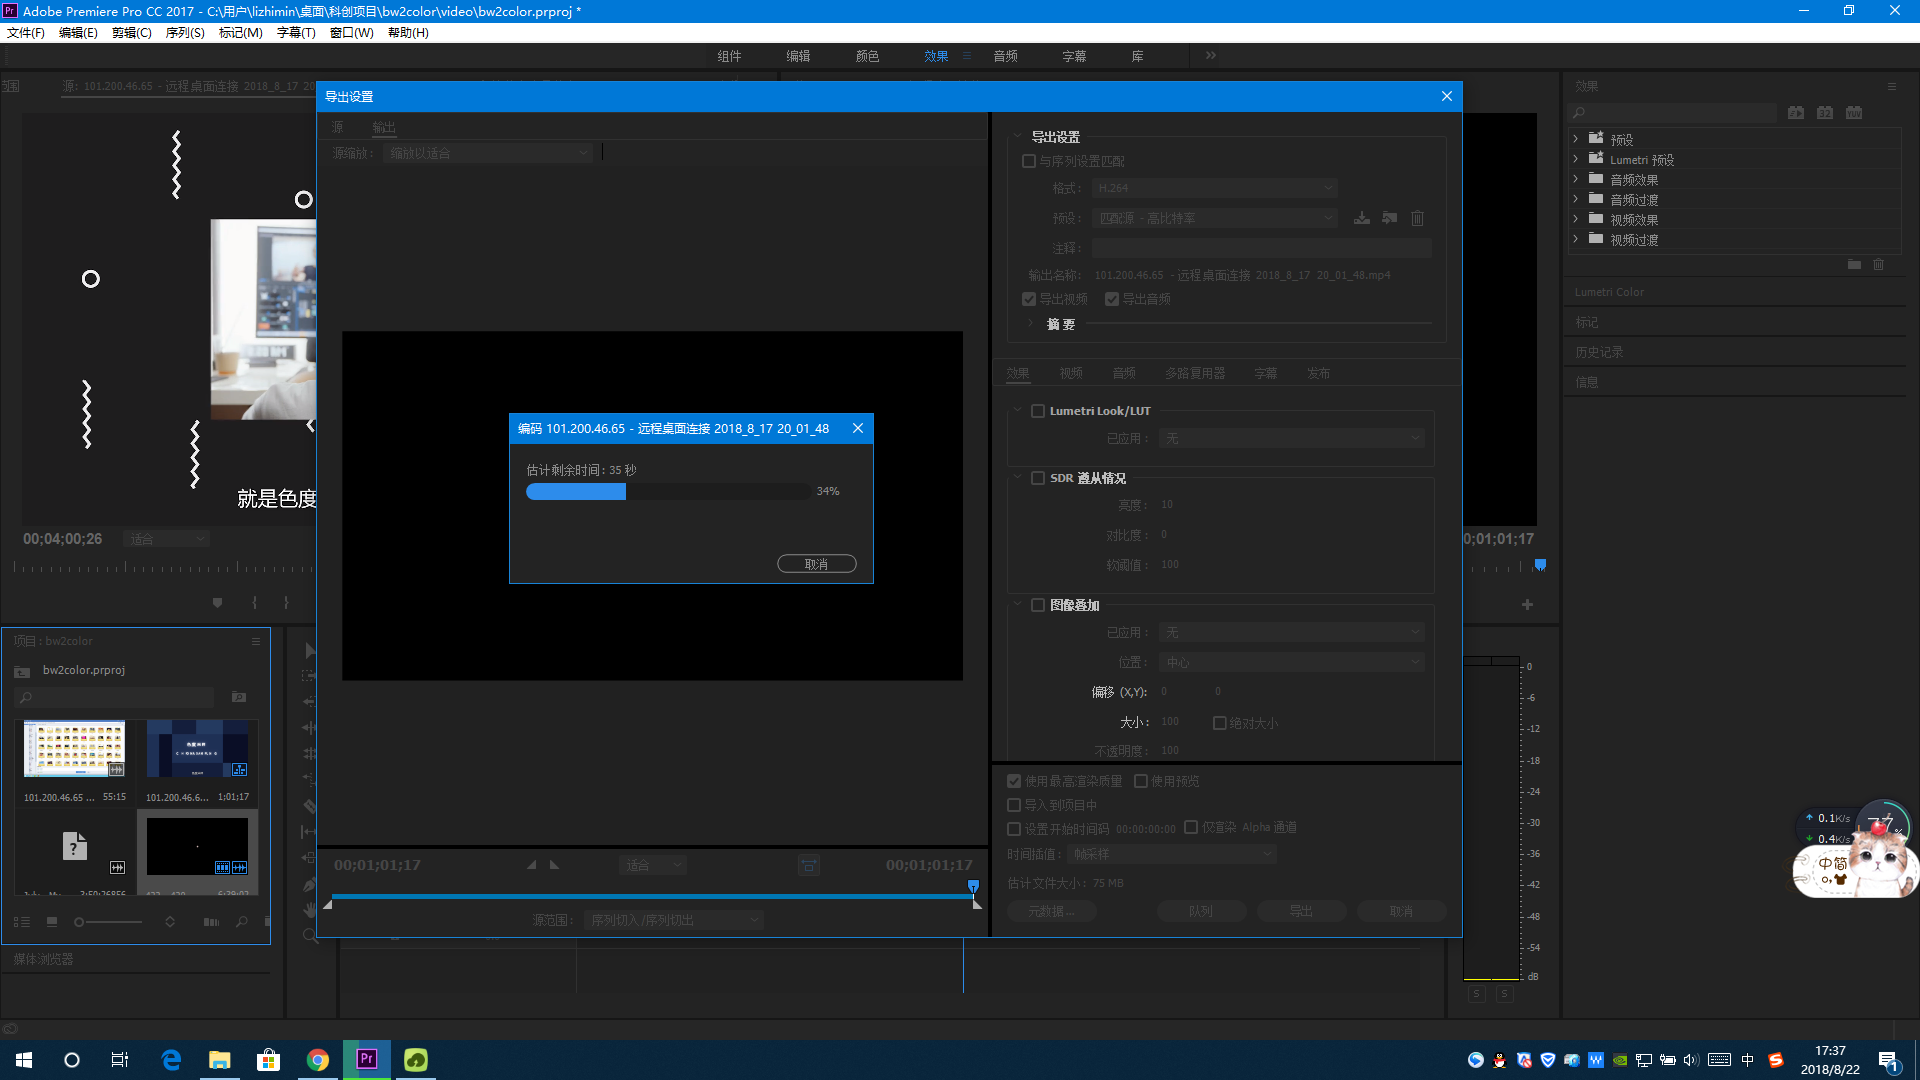 Adobe Premiere Pro CC 2017 - C:\用户\lizhimin\桌面\科创项目\bw2color\video\bw2color.prproj *
文件(F) 编辑(E) 剪辑(C) 序列(S) 标记(M) 字幕(T) 窗口(W) 帮助(H)
组件 编辑 颜色 效果 音频 字幕 库
源: 101.200.46.65 - 远程桌面连接 2018_8_17 20
就是色度
00;04;00;26 适合
项目: bw2color
bw2color.prproj
101.200.46.65 ... 55:15
101.200.46.6... 1;01;17
媒体浏览器
导出设置
源 输出
源缩放: 缩放以适合
编码 101.200.46.65 - 远程桌面连接 2018_8_17 20_01_48
估计剩余时间: 35 秒
34%
取消
00;01;01;17 适合 00;01;01;17
源范围: 序列切入/序列切出
导出设置
与序列设置匹配
格式: H.264
预设: 匹配源 - 高比特率
注释:
输出名称: 101.200.46.65 - 远程桌面连接 2018_8_17 20_01_48.mp4
导出视频 导出音频
摘要
效果 视频 音频 多路复用器 字幕 发布
Lumetri Look/LUT
已应用: 无
SDR 遵从情况
亮度: 10
对比度: 0
软阈值: 100
图像叠加
已应用: 无
位置: 中心
偏移 (X,Y): 0 0
大小: 100 绝对大小
不透明度: 100
使用最高渲染质量 使用预览
导入到项目中
设置开始时间码 00:00:00:00 仅渲染 Alpha 通道
时间插值: 帧采样
估计文件大小: 75 MB
元数据... 队列 导出 取消
0;01;01;17
0
-6
-12
-18
-24
-30
-36
-42
-48
-54
dB
S S
效果
预设
Lumetri 预设
音频效果
音频过渡
视频效果
视频过渡
Lumetri Color
标记
历史记录
信息
0.1K/s
0.4K/s
中简
中
17:37
2018/8/22
1